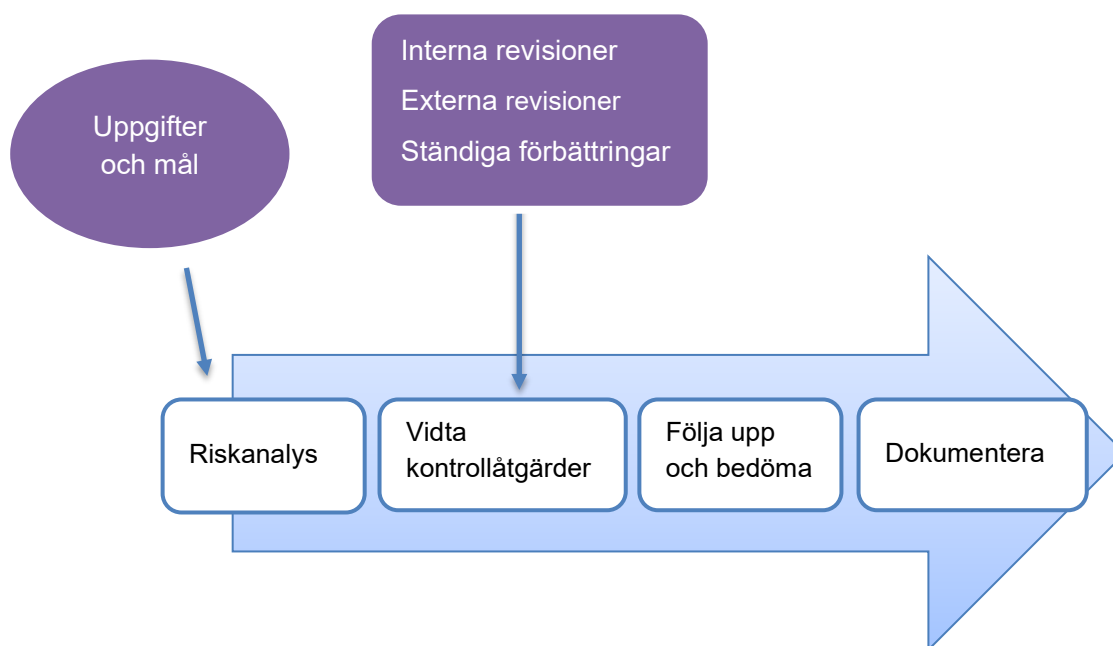 Uppgifter
och mål
Interna revisioner
Externa revisioner
Ständiga förbättringar
Riskanalys
Vidta
kontrollåtgärder
Följa upp
och bedöma
Dokumentera